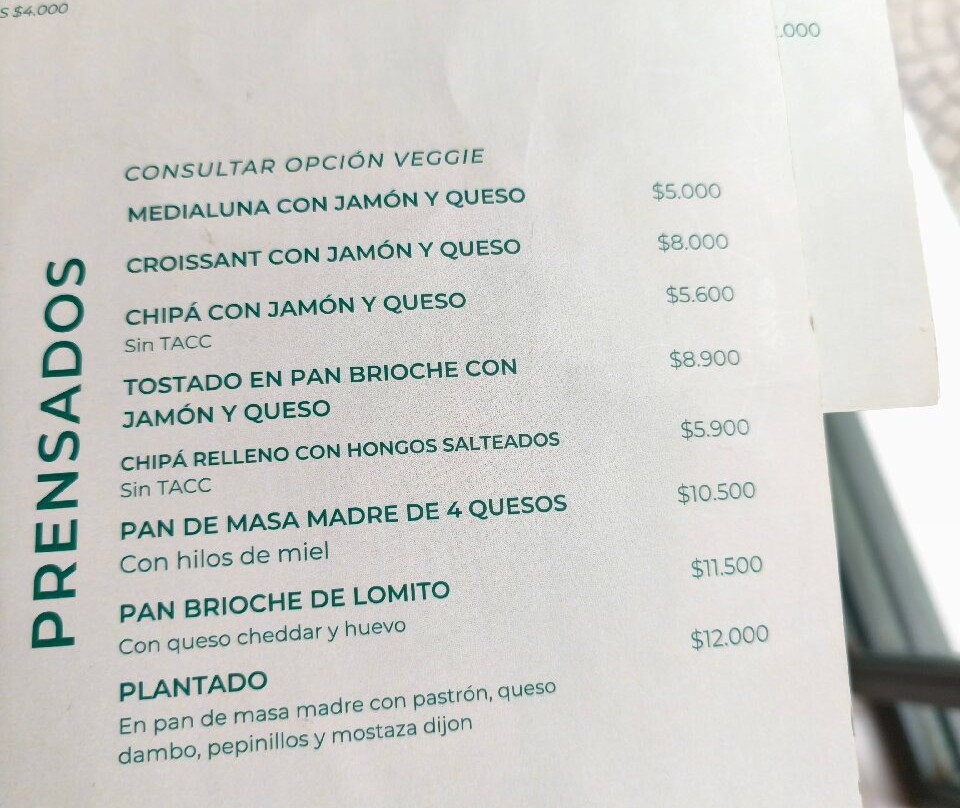 S $4.000
.000
PRENSADOS
CONSULTAR OPCIÓN VEGGIE
MEDIALUNA CON JAMÓN Y QUESO $5.000
CROISSANT CON JAMÓN Y QUESO $8.000
CHIPÁ CON JAMÓN Y QUESO $5.600
Sin TACC
TOSTADO EN PAN BRIOCHE CON $8.900
JAMÓN Y QUESO
CHIPÁ RELLENO CON HONGOS SALTEADOS $5.900
Sin TACC
PAN DE MASA MADRE DE 4 QUESOS $10.500
Con hilos de miel
PAN BRIOCHE DE LOMITO $11.500
Con queso cheddar y huevo
PLANTADO $12.000
En pan de masa madre con pastrón, queso
dambo, pepinillos y mostaza dijon